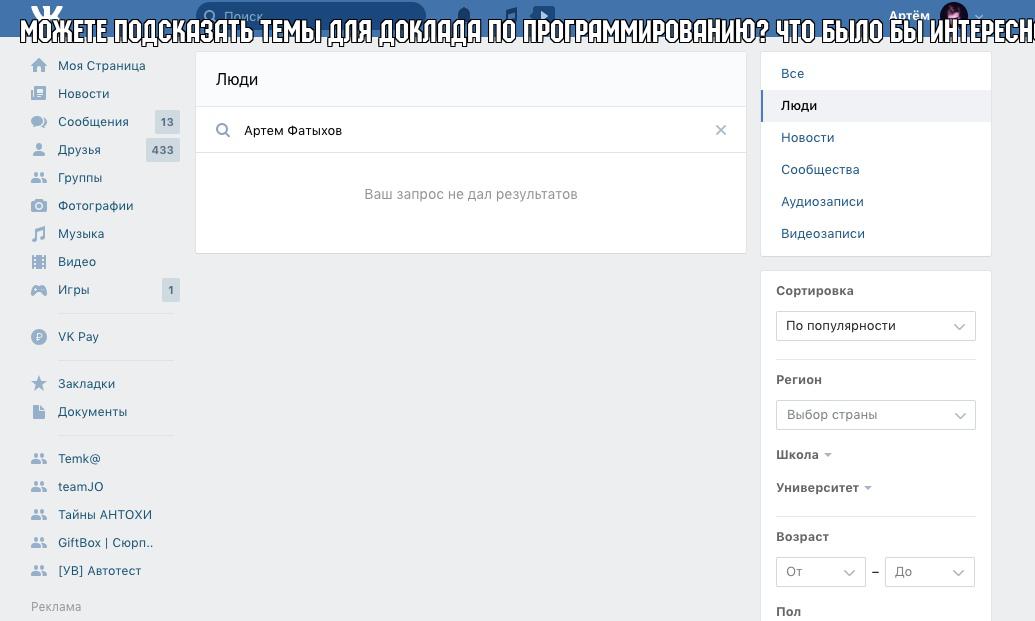 Поиск
Артём
МОЖЕТЕ ПОДСКАЗАТЬ ТЕМЫ ДЛЯ ДОКЛАДА ПО ПРОГРАММИРОВАНИЮ? ЧТО БЫЛО БЫ ИНТЕРЕСН
Моя Страница
Новости
Сообщения 13
Друзья 433
Группы
Фотографии
Музыка
Видео
Игры 1
VK Pay
Закладки
Документы
Temk@
teamJO
Тайны АНТОХИ
GiftBox | Сюрп..
[УВ] Автотест
Реклама
Люди
Артем Фатыхов
Ваш запрос не дал результатов
Все
Люди
Новости
Сообщества
Аудиозаписи
Видеозаписи
Сортировка
По популярности
Регион
Выбор страны
Школа
Университет
Возраст
От – До
Пол